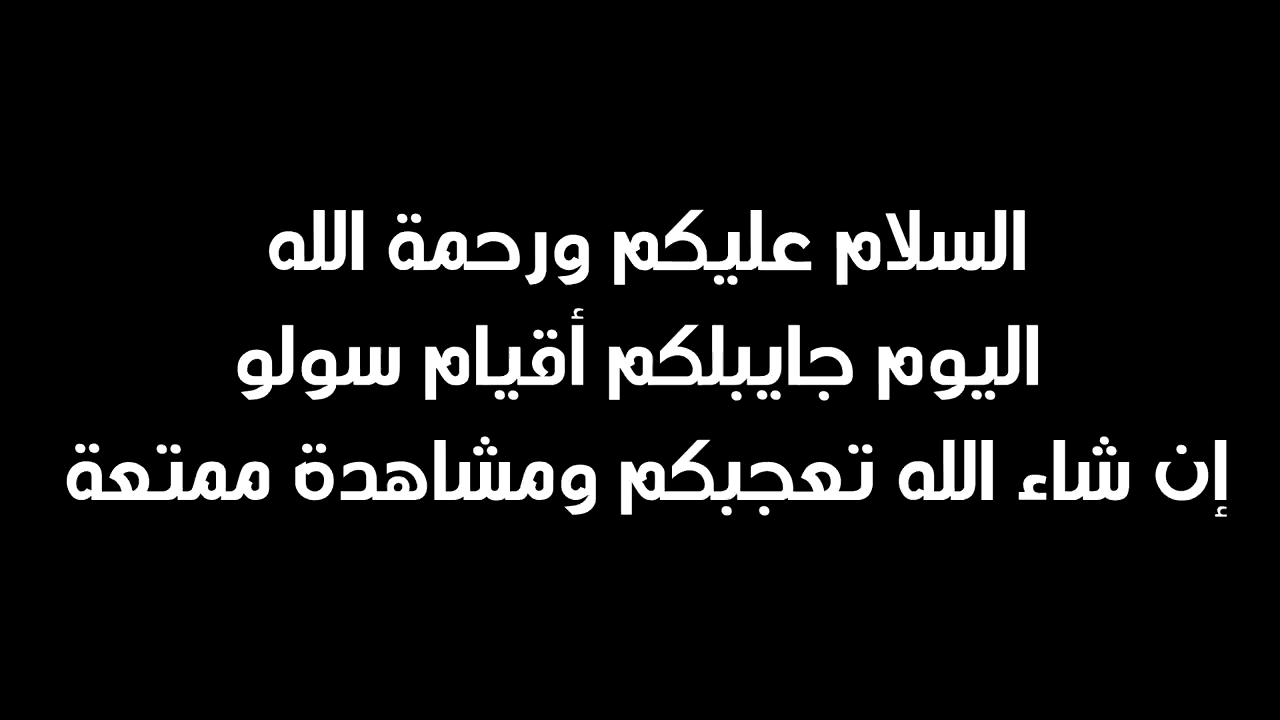 السلام عليكم ورحمة الله
اليوم جايبلكم أقيام سولو
إن شاء الله تعجبكم ومشاهدة ممتعة